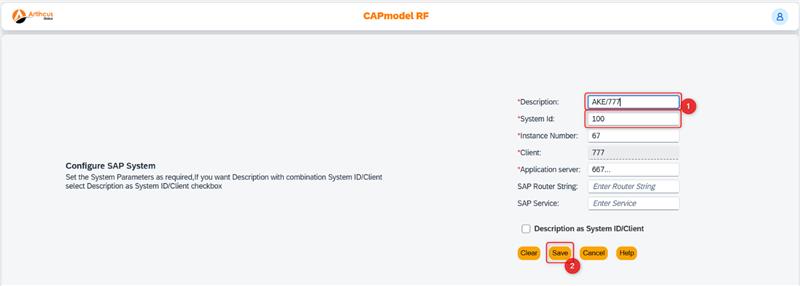 Arthcus
Online
CAPmodel RF
*Description: AKE/777
1
*System Id: 100
*Instance Number: 67
*Client: 777
Configure SAP System
*Application server: 667...
Set the System Parameters as required,If you want Description with combination System ID/Client
select Description as System ID/Client checkbox
SAP Router String: Enter Router String
SAP Service: Enter Service
Description as System ID/Client
Clear Save Cancel Help
2